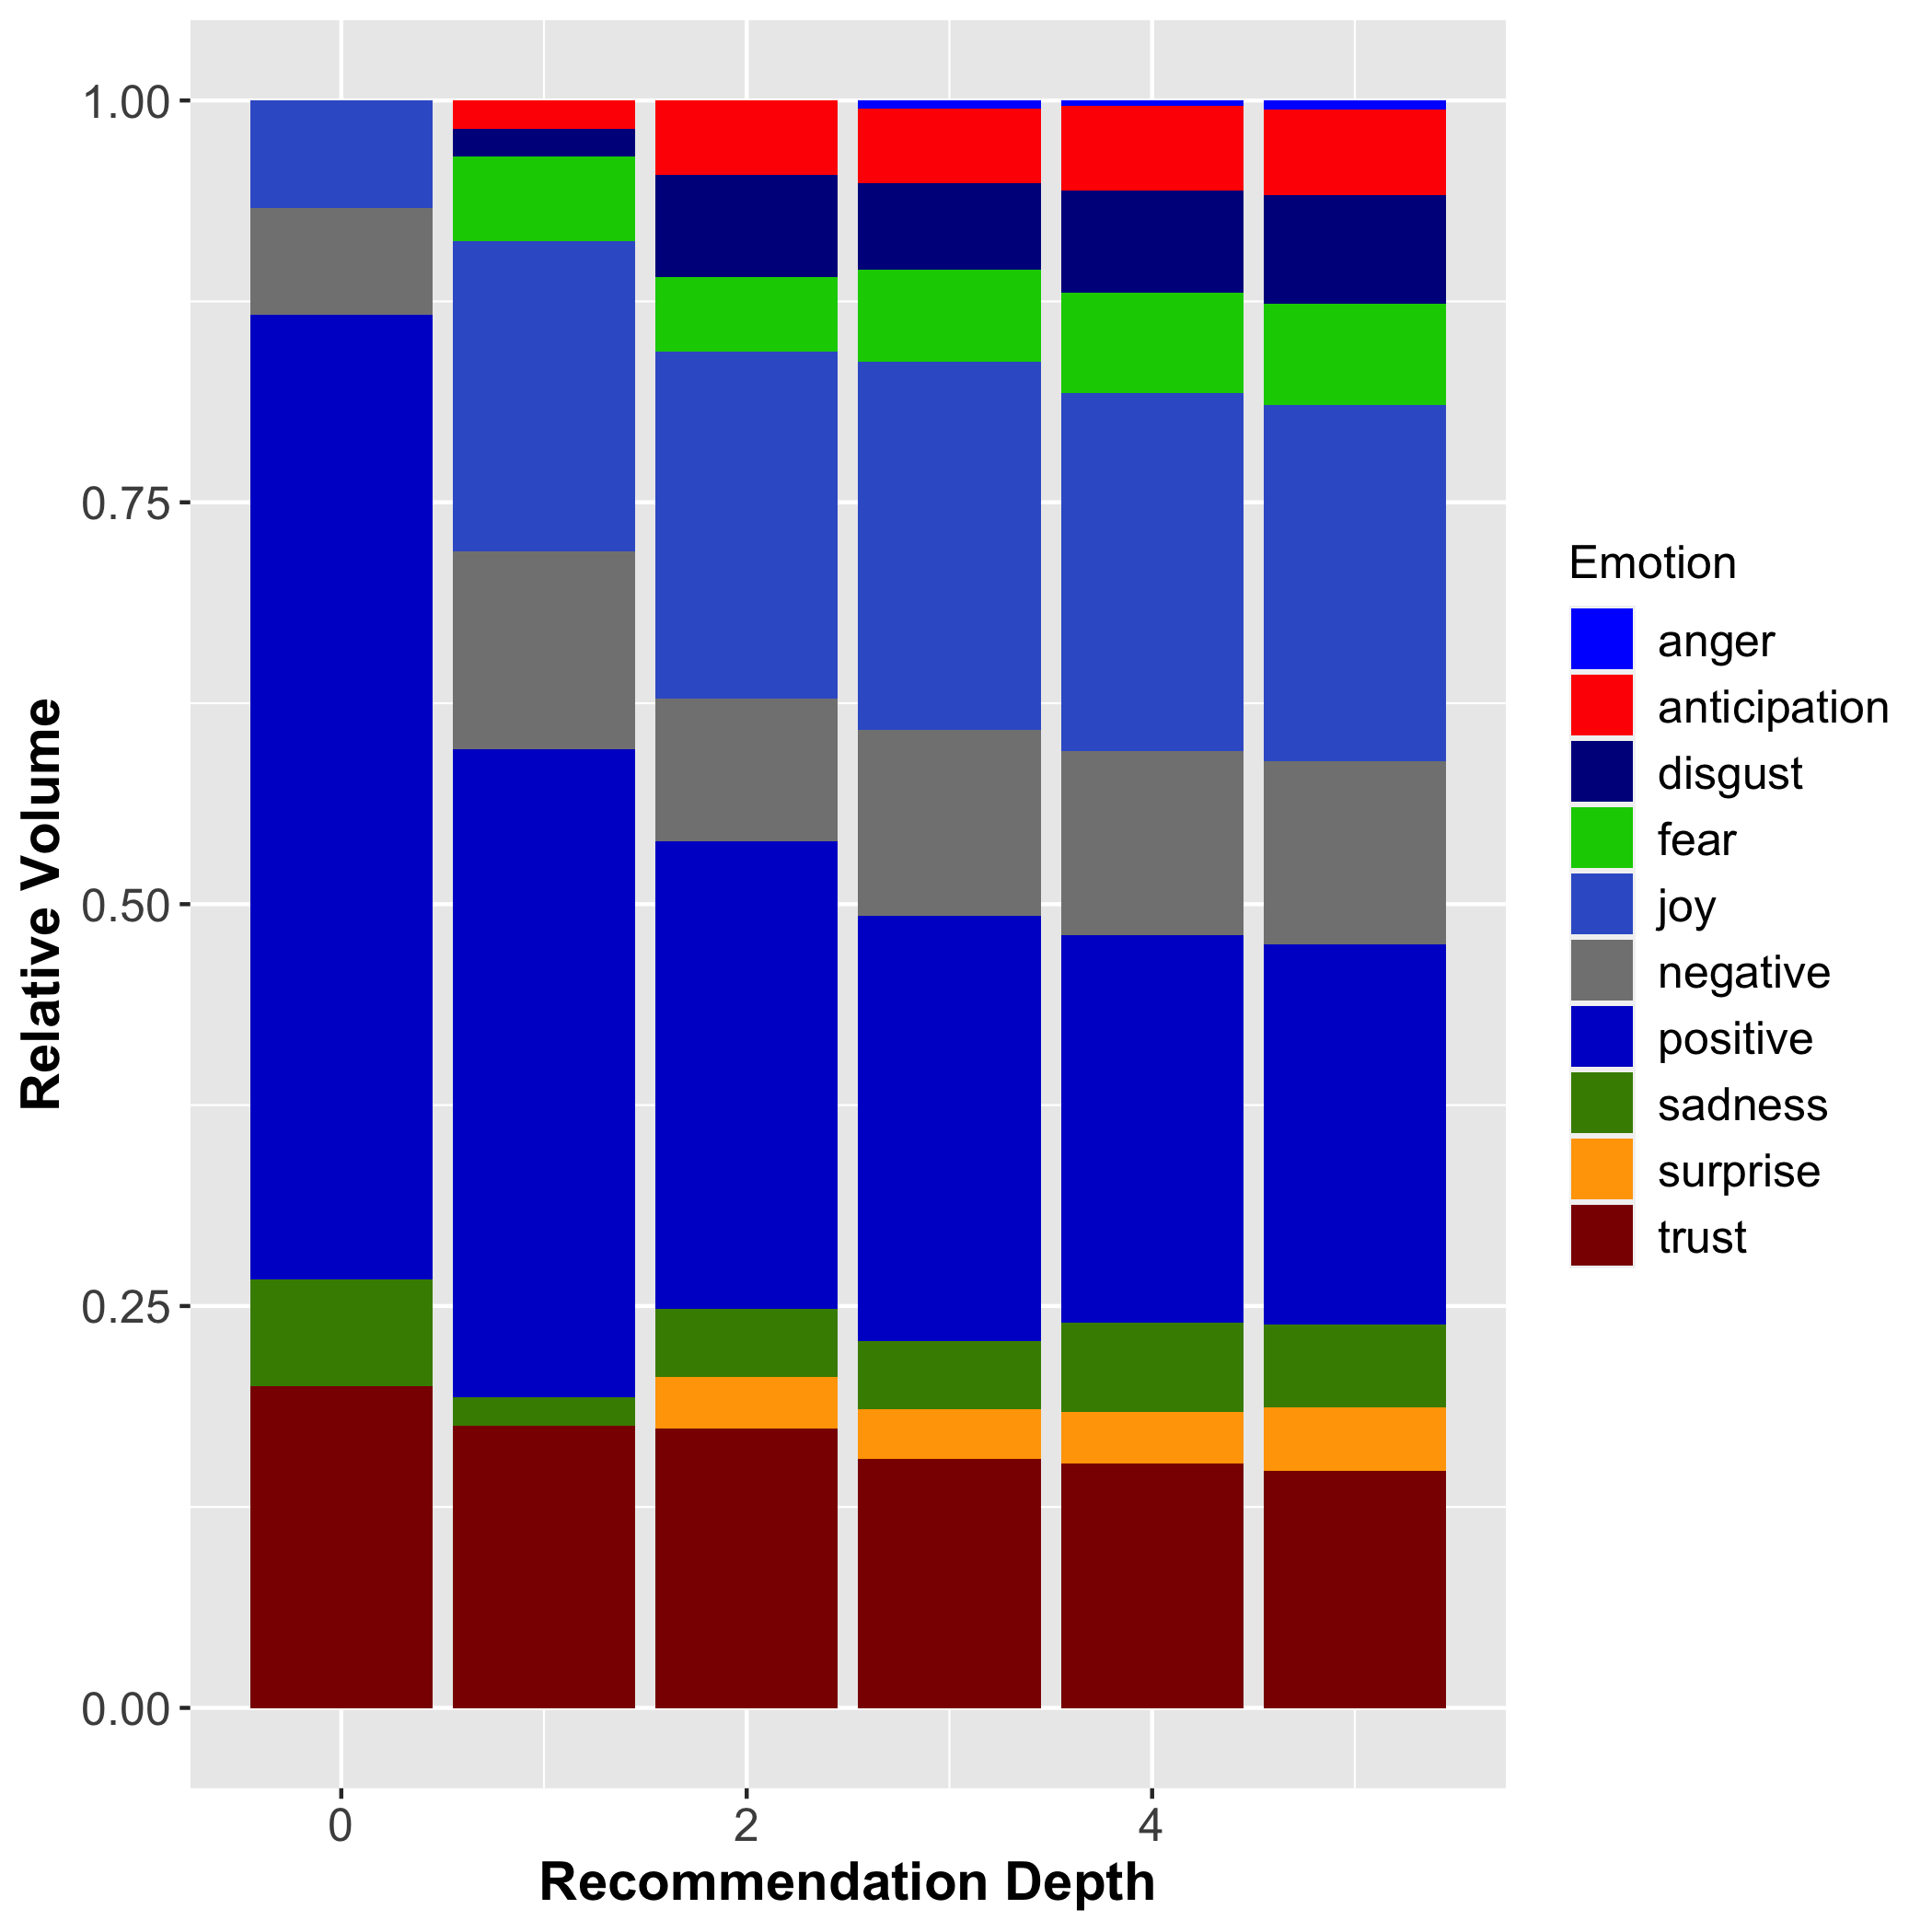 1.00
0.75
0.50
0.25
0.00
Relative Volume
0
2
4
Recommendation Depth
Emotion
anger
anticipation
disgust
fear
joy
negative
positive
sadness
surprise
trust